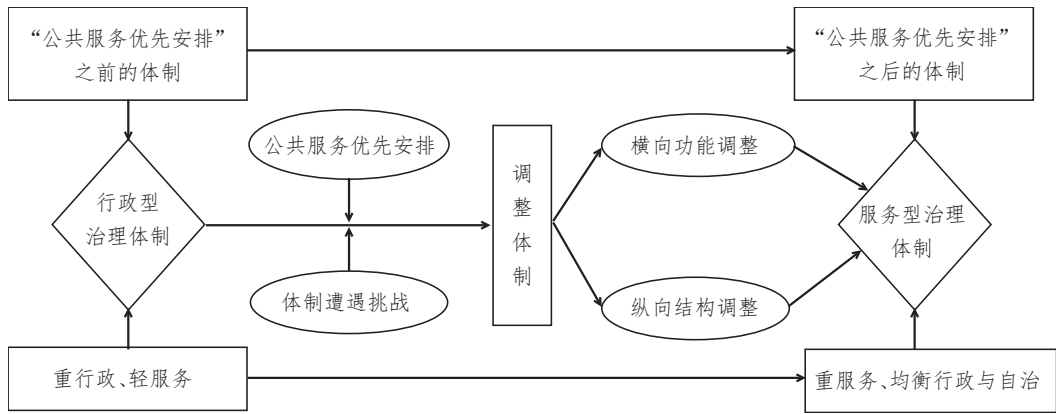 “公共服务优先安排”
之前的体制
“公共服务优先安排”
之后的体制
公共服务优先安排
横向功能调整
调
整
体
制
行政型
治理体制
服务型治理
体制
体制遭遇挑战
纵向结构调整
重行政、轻服务
重服务、均衡行政与自治